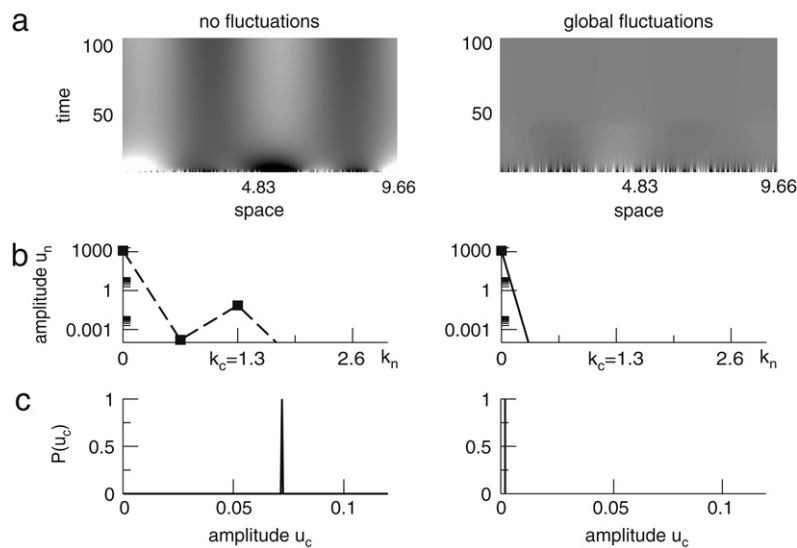 a
no fluctuations
global fluctuations
time
100
50
4.83
9.66
space
100
50
4.83
9.66
space
b
amplitude uₙ
1000
1
0.001
0
k_c=1.3
2.6
kₙ
1000
1
0.001
0
k_c=1.3
2.6
kₙ
c
P(u_c)
1
0.5
0
0
0.05
0.1
amplitude u_c
1
0.5
0
0
0.05
0.1
amplitude u_c